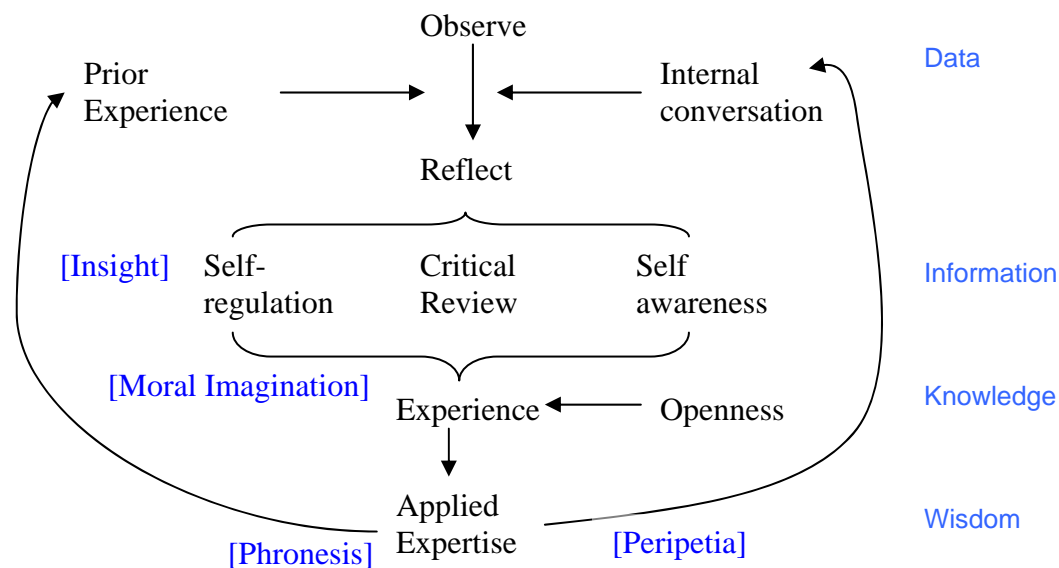 Observe
Data
Prior
Experience
Internal
conversation
Reflect
[Insight]
Self-
regulation
Critical
Review
Self
awareness
Information
[Moral Imagination]
Experience
Openness
Knowledge
Applied
Expertise
[Phronesis]
[Peripetia]
Wisdom